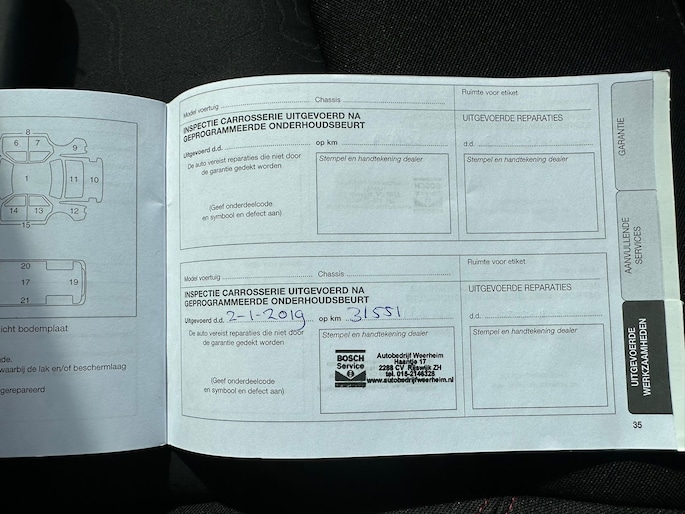 8
6 7 9
1 11 10
14 13 12
15
20
17 19
21
icht bodemplaat
de.
waarbij de lak en/of beschermlaag
gerepareerd
Model voertuig Chassis
INSPECTIE CARROSSERIE UITGEVOERD NA
GEPROGRAMMEERDE ONDERHOUDSBEURT
Uitgevoerd d.d. op km
De auto vereist reparaties die niet door
de garantie gedekt worden
(Geef onderdeelcode
en symbool en defect aan)
Stempel en handtekening dealer
Ruimte voor etiket
UITGEVOERDE REPARATIES
d.d.
Stempel en handtekening dealer
Model voertuig Chassis
INSPECTIE CARROSSERIE UITGEVOERD NA
GEPROGRAMMEERDE ONDERHOUDSBEURT
Uitgevoerd d.d. 2-1-2019 op km 31551
De auto vereist reparaties die niet door
de garantie gedekt worden
(Geef onderdeelcode
en symbool en defect aan)
Stempel en handtekening dealer
BOSCH
Service
Autobedrijf Weerheim
Haantje 17
2288 CV Rijswijk ZH
tel. 015-2146328
www.autobedrijfweerheim.nl
Ruimte voor etiket
UITGEVOERDE REPARATIES
d.d.
Stempel en handtekening dealer
GARANTIE
AANVULLENDE
SERVICES
UITGEVOERDE
WERKZAAMHEDEN
35